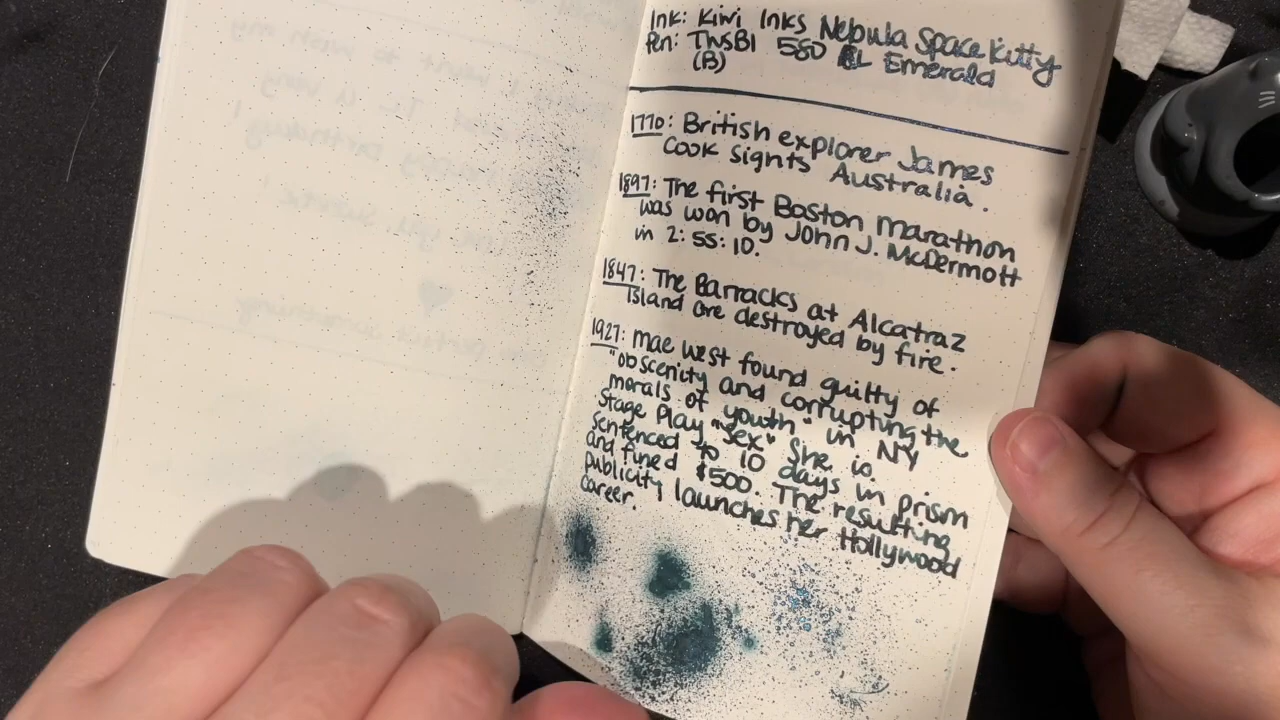 Ink: Kiwi Inks Nebula Space Kitty
Pen: TWSBI 580 AL Emerald
(B)
1770: British explorer James
Cook signts Australia.
1897: The first Boston marathon
was won by John J. McDermott
in 2:55:10.
1847: The Barracks at Alcatraz
Island are destroyed by fire.
1927: mae west found guilty of
"obscenity and corrupting the
morals of youth" in NY
stage play "sex" She is
sentenced to 10 days in prism
and fined $500. The resulting
publicity launches her Hollywood
career.